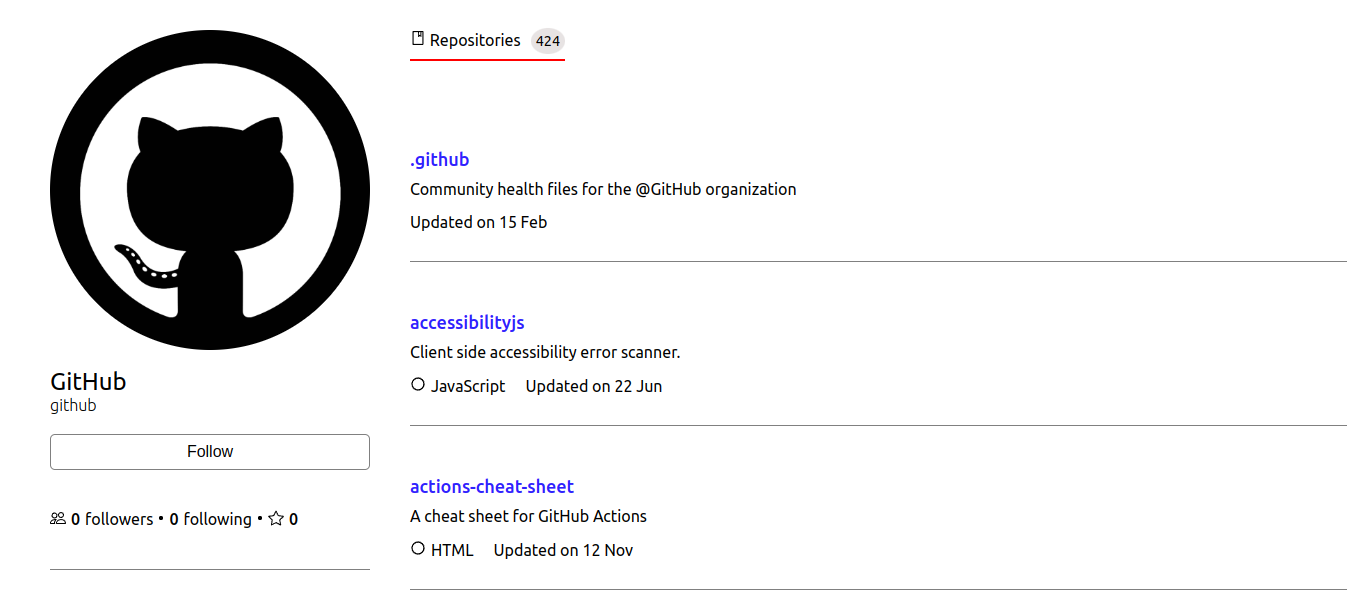 GitHub
github
Follow
0 followers • 0 following • 0
Repositories 424
.github
Community health files for the @GitHub organization
Updated on 15 Feb
accessibilityjs
Client side accessibility error scanner.
JavaScript Updated on 22 Jun
actions-cheat-sheet
A cheat sheet for GitHub Actions
HTML Updated on 12 Nov